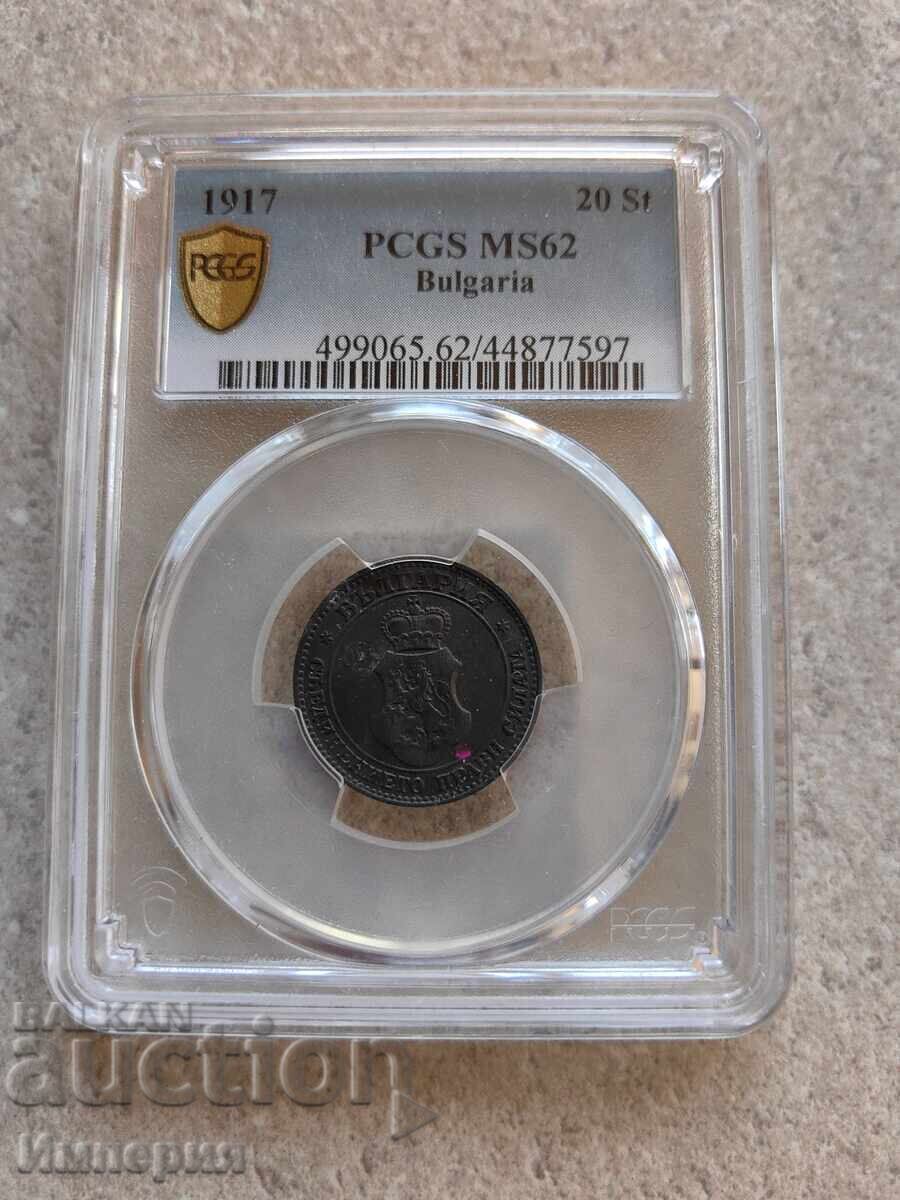 1917 20 St
PCGS
PCGS MS62
Bulgaria
499065.62/44877597
* БЪЛГАРИЯ *
СЪЕДИНЕНИЕТО ПРАВИ СИЛАТА
PCGS
BALKAN
auction
Империя